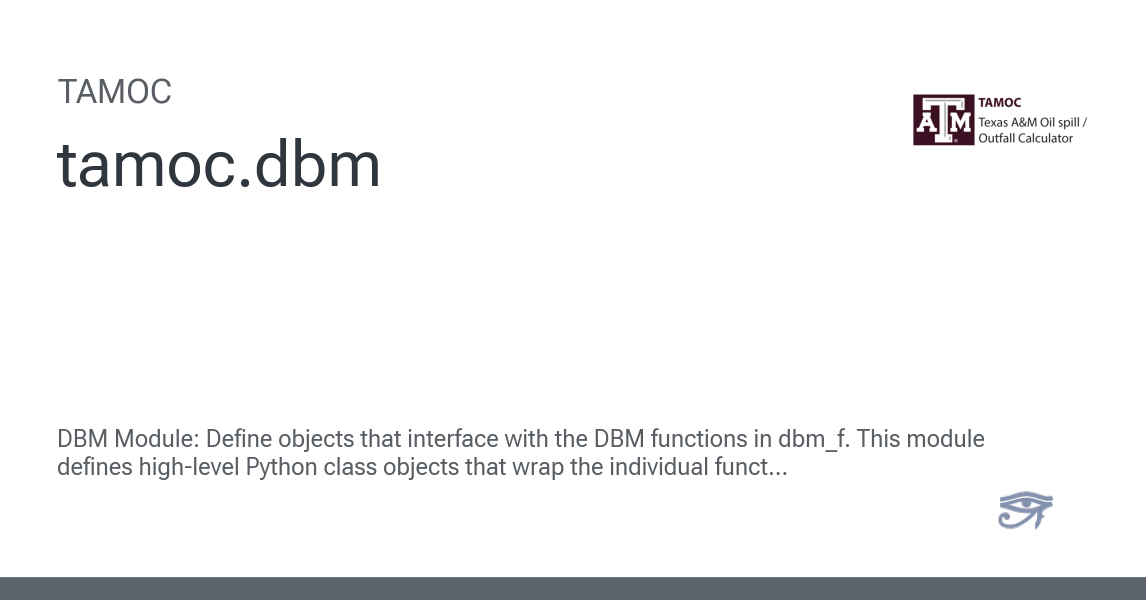 TAMOC
tamoc.dbm
ATM
TAMOC
Texas A&M Oil spill /
Outfall Calculator
DBM Module: Define objects that interface with the DBM functions in dbm_f. This module
defines high-level Python class objects that wrap the individual funct...